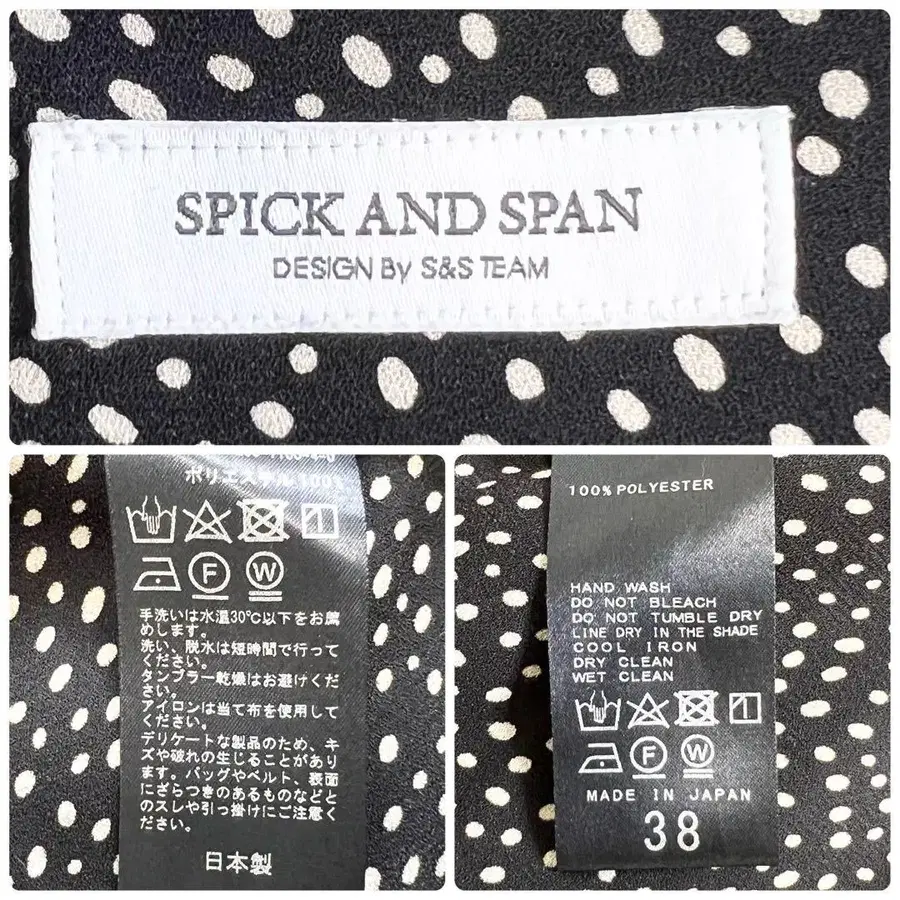 SPICK AND SPAN
DESIGN By S&S TEAM
ポリエステル 100%
手洗いは水温30℃以下をお薦
めします。
洗い、脱水は短時間で行って
ください。
タンブラー乾燥はお避けくだ
さい。
アイロンは当て布を使用して
ください。
デリケートな製品のため、キ
ズや破れの生じることがあり
ます。バッグやベルト、表面
にざらつきのあるものなどと
のスレや引っ掛けにご注意く
ださい。
日本製
100% POLYESTER
HAND WASH
DO NOT BLEACH
DO NOT TUMBLE DRY
LINE DRY IN THE SHADE
COOL IRON
DRY CLEAN
WET CLEAN
F W
MADE IN JAPAN
38